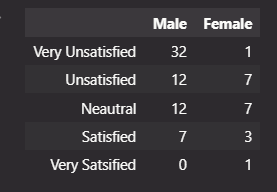 Male Female
Very Unsatisfied 32 1
Unsatisfied 12 7
Neautral 12 7
Satisfied 7 3
Very Satsified 0 1